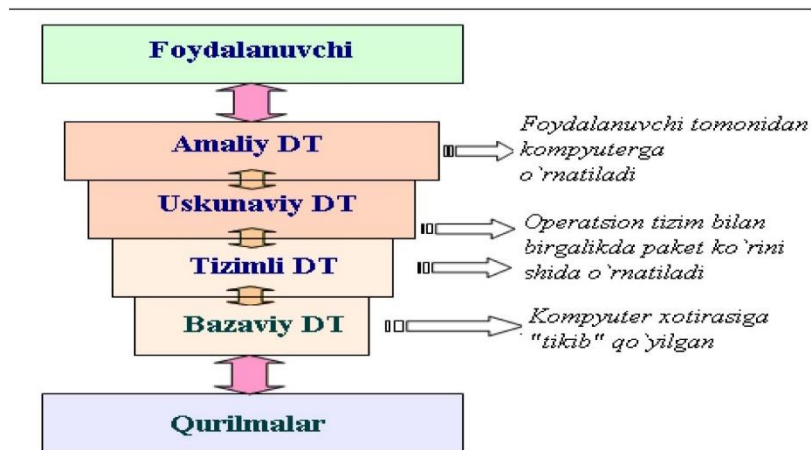 Foydalanuvchi
Amaliy DT
Foydalanuvchi tomonidan
kompyuterga
o`rnatiladi
Uskunaviy DT
Operatsion tizim bilan
birgalikda paket ko`rini
shida o`rnatiladi
Tizimli DT
Bazaviy DT
Kompyuter xotirasiga
"tikib" qo`yilgan
Qurilmalar